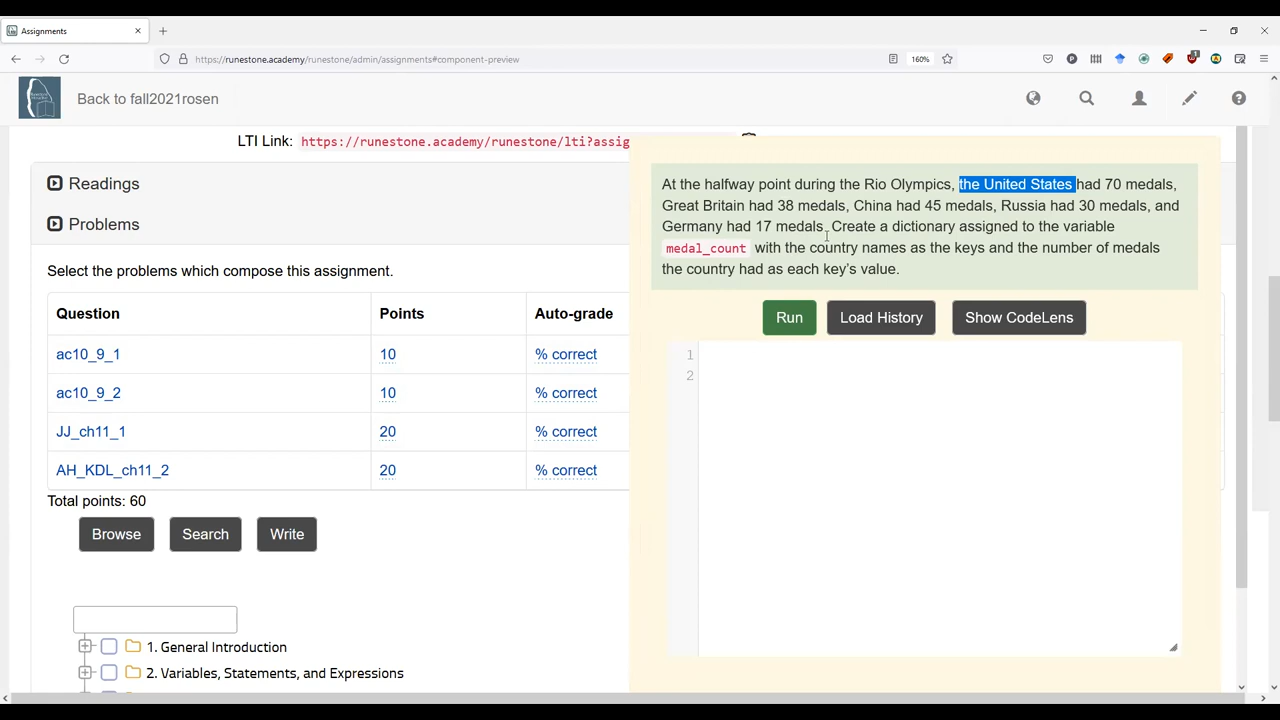 Assignments
https://runestone.academy/runestone/admin/assignments#component-preview
160%
Back to fall2021rosen
LTI Link: https://runestone.academy/runestone/lti?assig
Readings
Problems
Select the problems which compose this assignment.
Question Points Auto-grade
ac10_9_1 10 % correct
ac10_9_2 10 % correct
JJ_ch11_1 20 % correct
AH_KDL_ch11_2 20 % correct
Total points: 60
Browse Search Write
1. General Introduction
2. Variables, Statements, and Expressions
At the halfway point during the Rio Olympics, the United States had 70 medals,
Great Britain had 38 medals, China had 45 medals, Russia had 30 medals, and
Germany had 17 medals. Create a dictionary assigned to the variable
medal_count with the country names as the keys and the number of medals
the country had as each key’s value.
Run Load History Show CodeLens
1
2